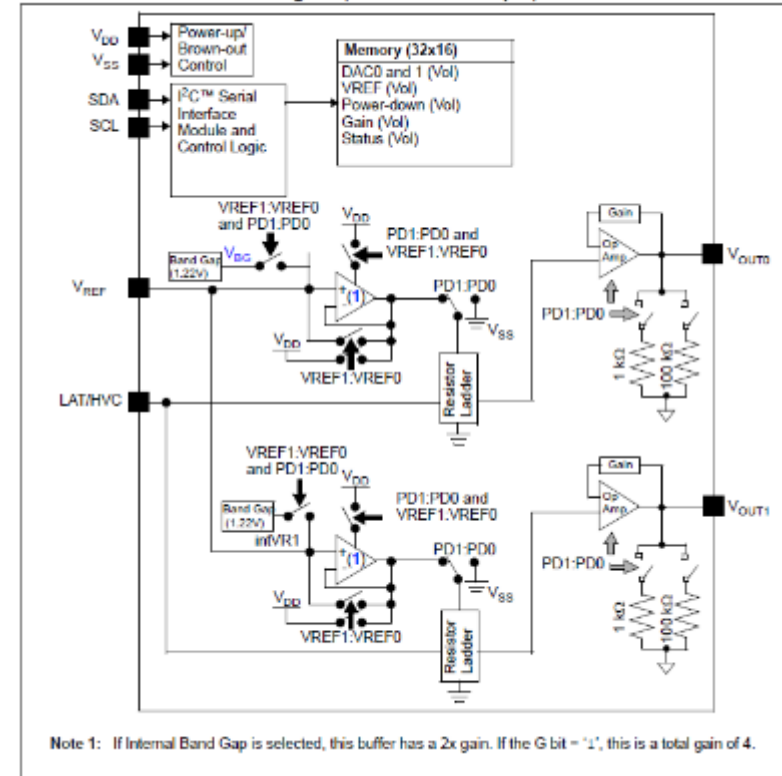 VDD
Power-up/
Brown-out
Control
VSS
SDA
SCL
I²C™ Serial
Interface
Module and
Control Logic
Memory (32x16)
DAC0 and 1 (Vol)
VREF (Vol)
Power-down (Vol)
Gain (Vol)
Status (Vol)
VREF1:VREF0
and PD1:PD0
VDD
PD1:PD0 and
VREF1:VREF0
Band Gap
(1.22V)
VBG
VREF
+
-
(1)
PD1:PD0
VSS
VDD
VREF1:VREF0
Resistor
Ladder
Gain
Op
Amp
VOUT0
PD1:PD0
1 kΩ
100 kΩ
LAT/HVC
VREF1:VREF0
and PD1:PD0
VDD
PD1:PD0 and
VREF1:VREF0
Band Gap
(1.22V)
intVR1
+
-
(1)
PD1:PD0
VSS
VDD
VREF1:VREF0
Resistor
Ladder
Gain
Op
Amp
VOUT1
PD1:PD0
1 kΩ
100 kΩ
Note 1: If Internal Band Gap is selected, this buffer has a 2x gain. If the G bit = '1', this is a total gain of 4.